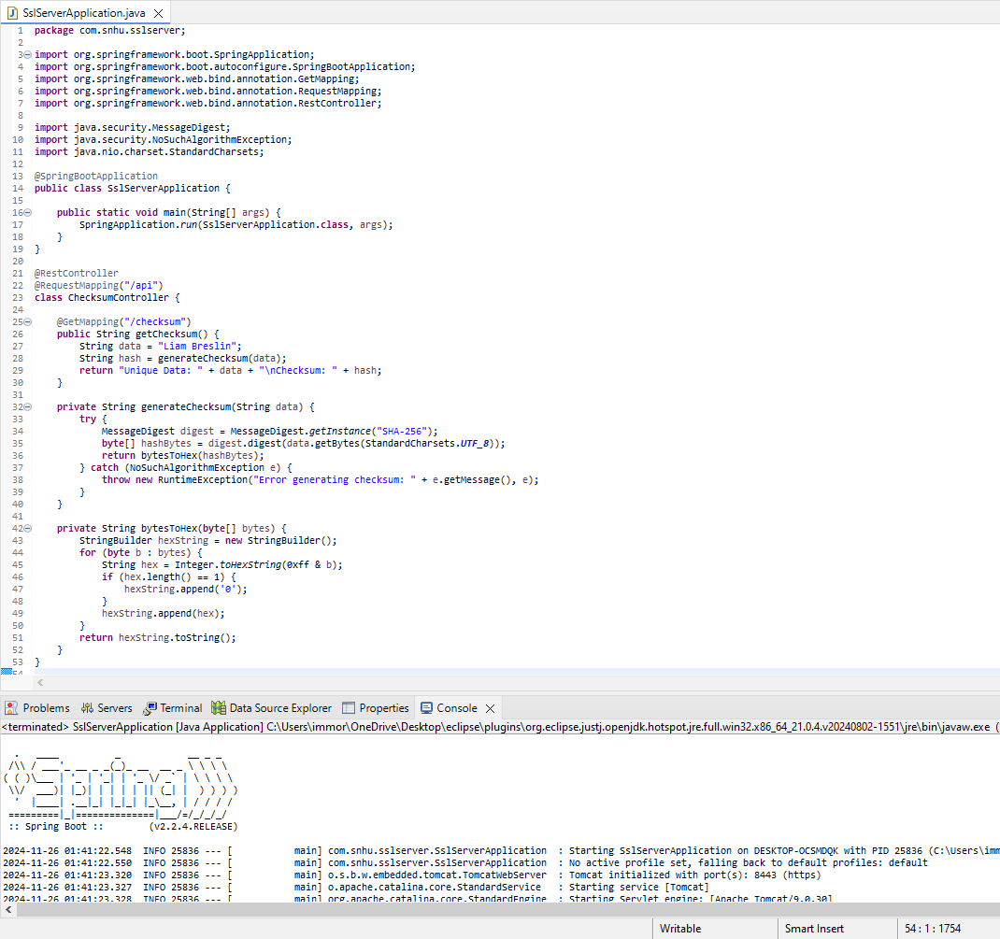 SslServerApplication.java
1 package com.snhu.sslserver;
2
3 import org.springframework.boot.SpringApplication;
4 import org.springframework.boot.autoconfigure.SpringBootApplication;
5 import org.springframework.web.bind.annotation.GetMapping;
6 import org.springframework.web.bind.annotation.RequestMapping;
7 import org.springframework.web.bind.annotation.RestController;
8
9 import java.security.MessageDigest;
10 import java.security.NoSuchAlgorithmException;
11 import java.nio.charset.StandardCharsets;
12
13 @SpringBootApplication
14 public class SslServerApplication {
15
16     public static void main(String[] args) {
17         SpringApplication.run(SslServerApplication.class, args);
18     }
19 }
20
21 @RestController
22 @RequestMapping("/api")
23 class ChecksumController {
24
25     @GetMapping("/checksum")
26     public String getChecksum() {
27         String data = "Liam Breslin";
28         String hash = generateChecksum(data);
29         return "Unique Data: " + data + "\nChecksum: " + hash;
30     }
31
32     private String generateChecksum(String data) {
33         try {
34             MessageDigest digest = MessageDigest.getInstance("SHA-256");
35             byte[] hashBytes = digest.digest(data.getBytes(StandardCharsets.UTF_8));
36             return bytesToHex(hashBytes);
37         } catch (NoSuchAlgorithmException e) {
38             throw new RuntimeException("Error generating checksum: " + e.getMessage(), e);
39         }
40     }
41
42     private String bytesToHex(byte[] bytes) {
43         StringBuilder hexString = new StringBuilder();
44         for (byte b : bytes) {
45             String hex = Integer.toHexString(0xff & b);
46             if (hex.length() == 1) {
47                 hexString.append('0');
48             }
49             hexString.append(hex);
50         }
51         return hexString.toString();
52     }
53 }
54
Problems Servers Terminal Data Source Explorer Properties Console
<terminated> SslServerApplication [Java Application] C:\Users\immor\OneDrive\Desktop\eclipse\plugins\org.eclipse.justj.openjdk.hotspot.jre.full.win32.x86_64_21.0.4.v20240802-1551\jre\bin\javaw.exe (
  .   ____          _            __ _ _
 /\\ / ___'_ __ _ _(_)_ __  __ _ \ \ \ \
( ( )\___ | '_ | '_| | '_ \/ _` | \ \ \ \
 \\/  ___)| |_)| | | | | || (_| |  ) ) ) )
  '  |____| .__|_| |_|_| |_\__, | / / / /
 =========|_|==============|___/=/_/_/_/
 :: Spring Boot ::        (v2.2.4.RELEASE)
2024-11-26 01:41:22.548  INFO 25836 --- [           main] com.snhu.sslserver.SslServerApplication  : Starting SslServerApplication on DESKTOP-OCSMDQK with PID 25836 (C:\Users\imm
2024-11-26 01:41:22.550  INFO 25836 --- [           main] com.snhu.sslserver.SslServerApplication  : No active profile set, falling back to default profiles: default
2024-11-26 01:41:23.320  INFO 25836 --- [           main] o.s.b.w.embedded.tomcat.TomcatWebServer  : Tomcat initialized with port(s): 8443 (https)
2024-11-26 01:41:23.327  INFO 25836 --- [           main] o.apache.catalina.core.StandardService   : Starting service [Tomcat]
2024-11-26 01:41:23.328  INFO 25836 --- [           main] org.apache.catalina.core.StandardEngine  : Starting Servlet engine: [Apache Tomcat/9.0.30]
Writable Smart Insert 54 : 1 : 1754